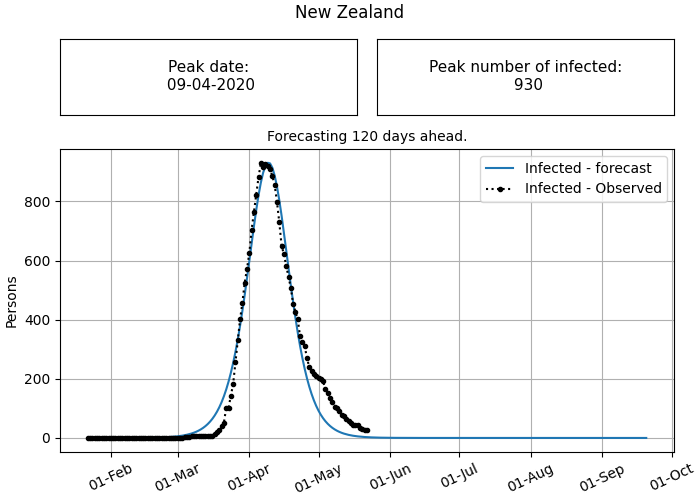 New Zealand
Peak date:
09-04-2020
Peak number of infected:
930
Forecasting 120 days ahead.
Infected - forecast
Infected - Observed
Persons
800
600
400
200
0
01-Feb
01-Mar
01-Apr
01-May
01-Jun
01-Jul
01-Aug
01-Sep
01-Oct